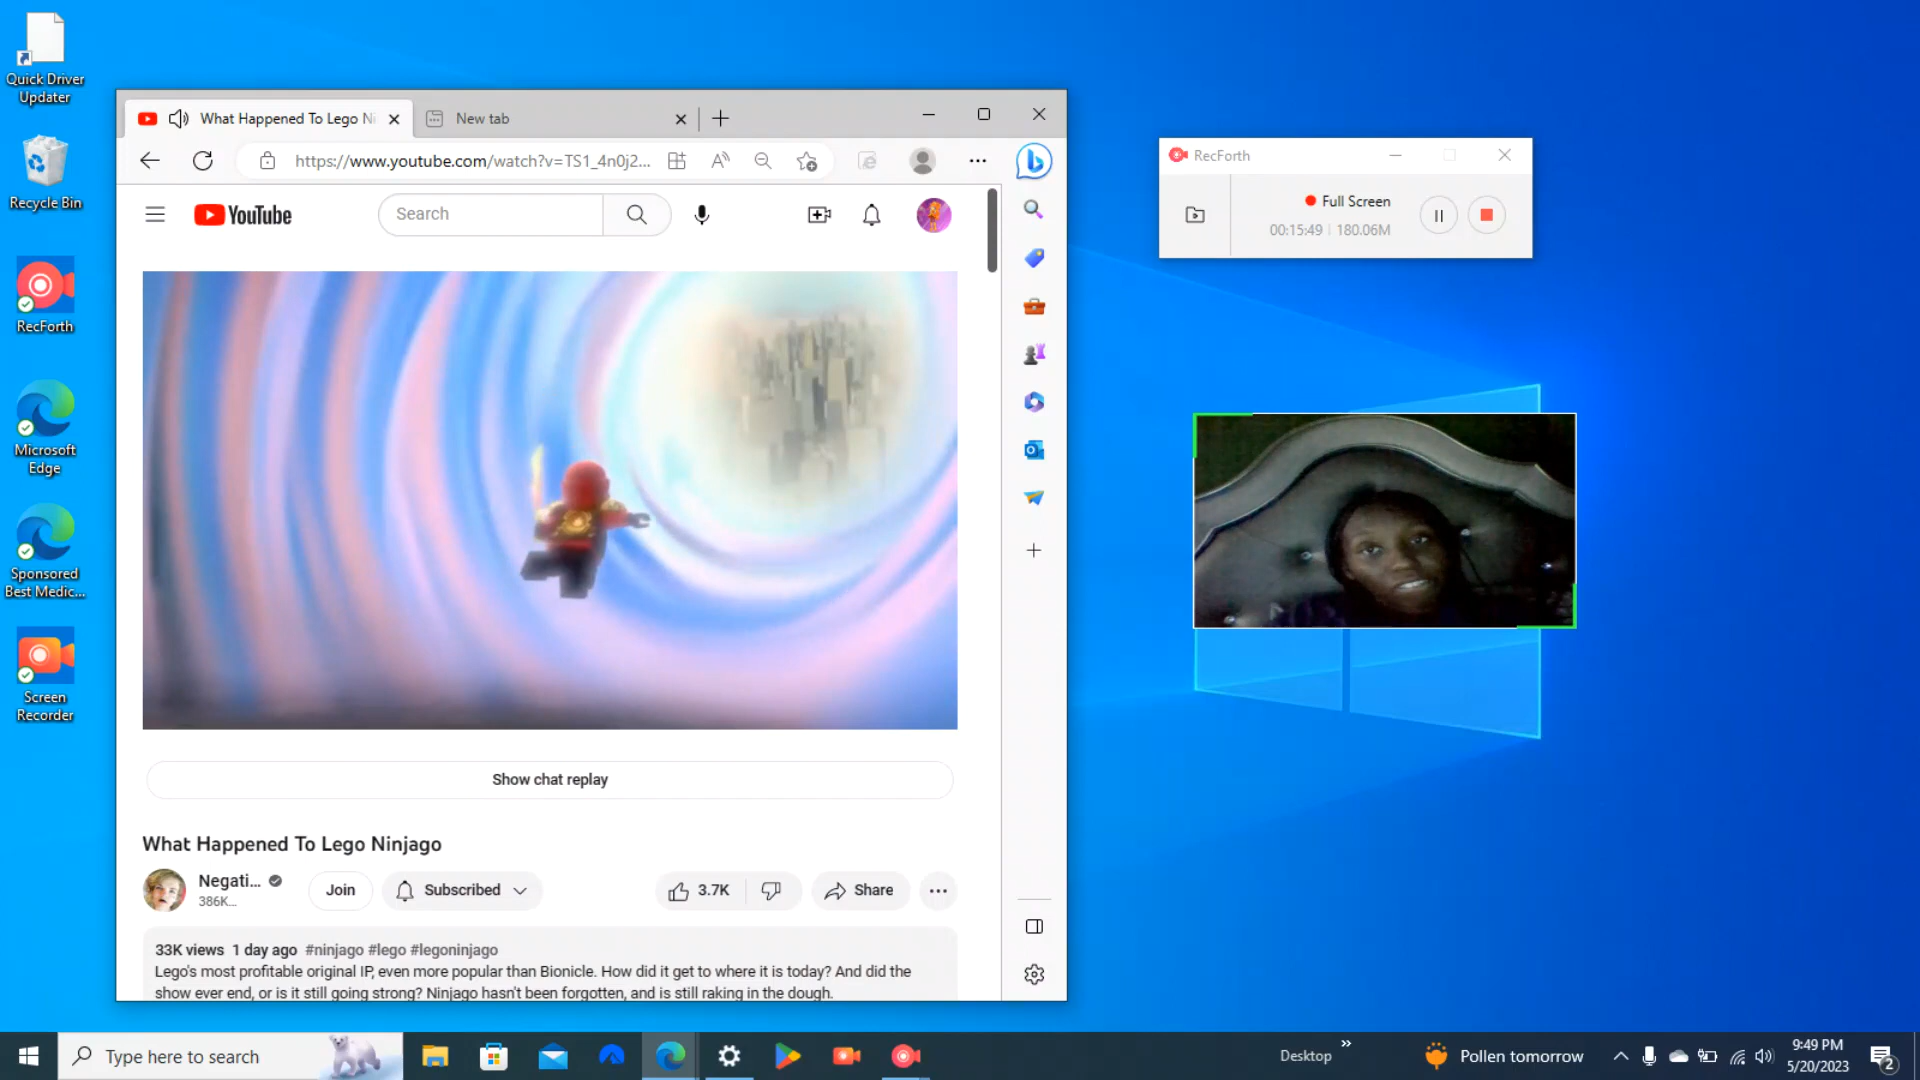 Quick Driver
Updater
Recycle Bin
RecForth
Microsoft
Edge
Sponsored
Best Medic...
Screen
Recorder
What Happened To Lego Ni
New tab
https://www.youtube.com/watch?v=TS1_4n0j2...
YouTube
Search
Show chat replay
What Happened To Lego Ninjago
Negati...
386K...
Join
Subscribed
3.7K
Share
33K views 1 day ago #ninjago #lego #legoninjago
Lego's most profitable original IP, even more popular than Bionicle. How did it get to where it is today? And did the
show ever end, or is it still going strong? Ninjago hasn't been forgotten, and is still raking in the dough.
RecForth
Full Screen
00:15:49 | 180.06M
Type here to search
Desktop
Pollen tomorrow
9:49 PM
5/20/2023
2